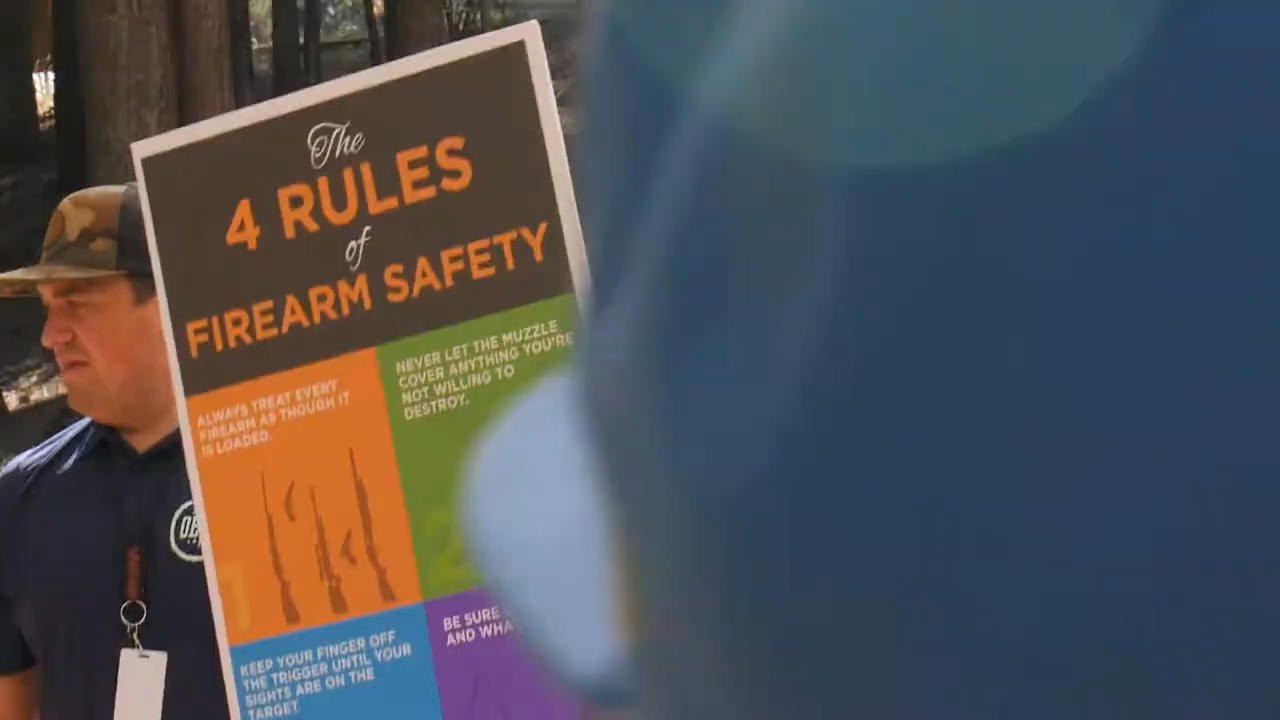 The
4 RULES
of
FIREARM SAFETY
ALWAYS TREAT EVERY
FIREARM AS THOUGH IT
IS LOADED.
1
NEVER LET THE MUZZLE
COVER ANYTHING YOU'RE
NOT WILLING TO
DESTROY.
2
KEEP YOUR FINGER OFF
THE TRIGGER UNTIL YOUR
SIGHTS ARE ON THE
TARGET
BE SURE
AND